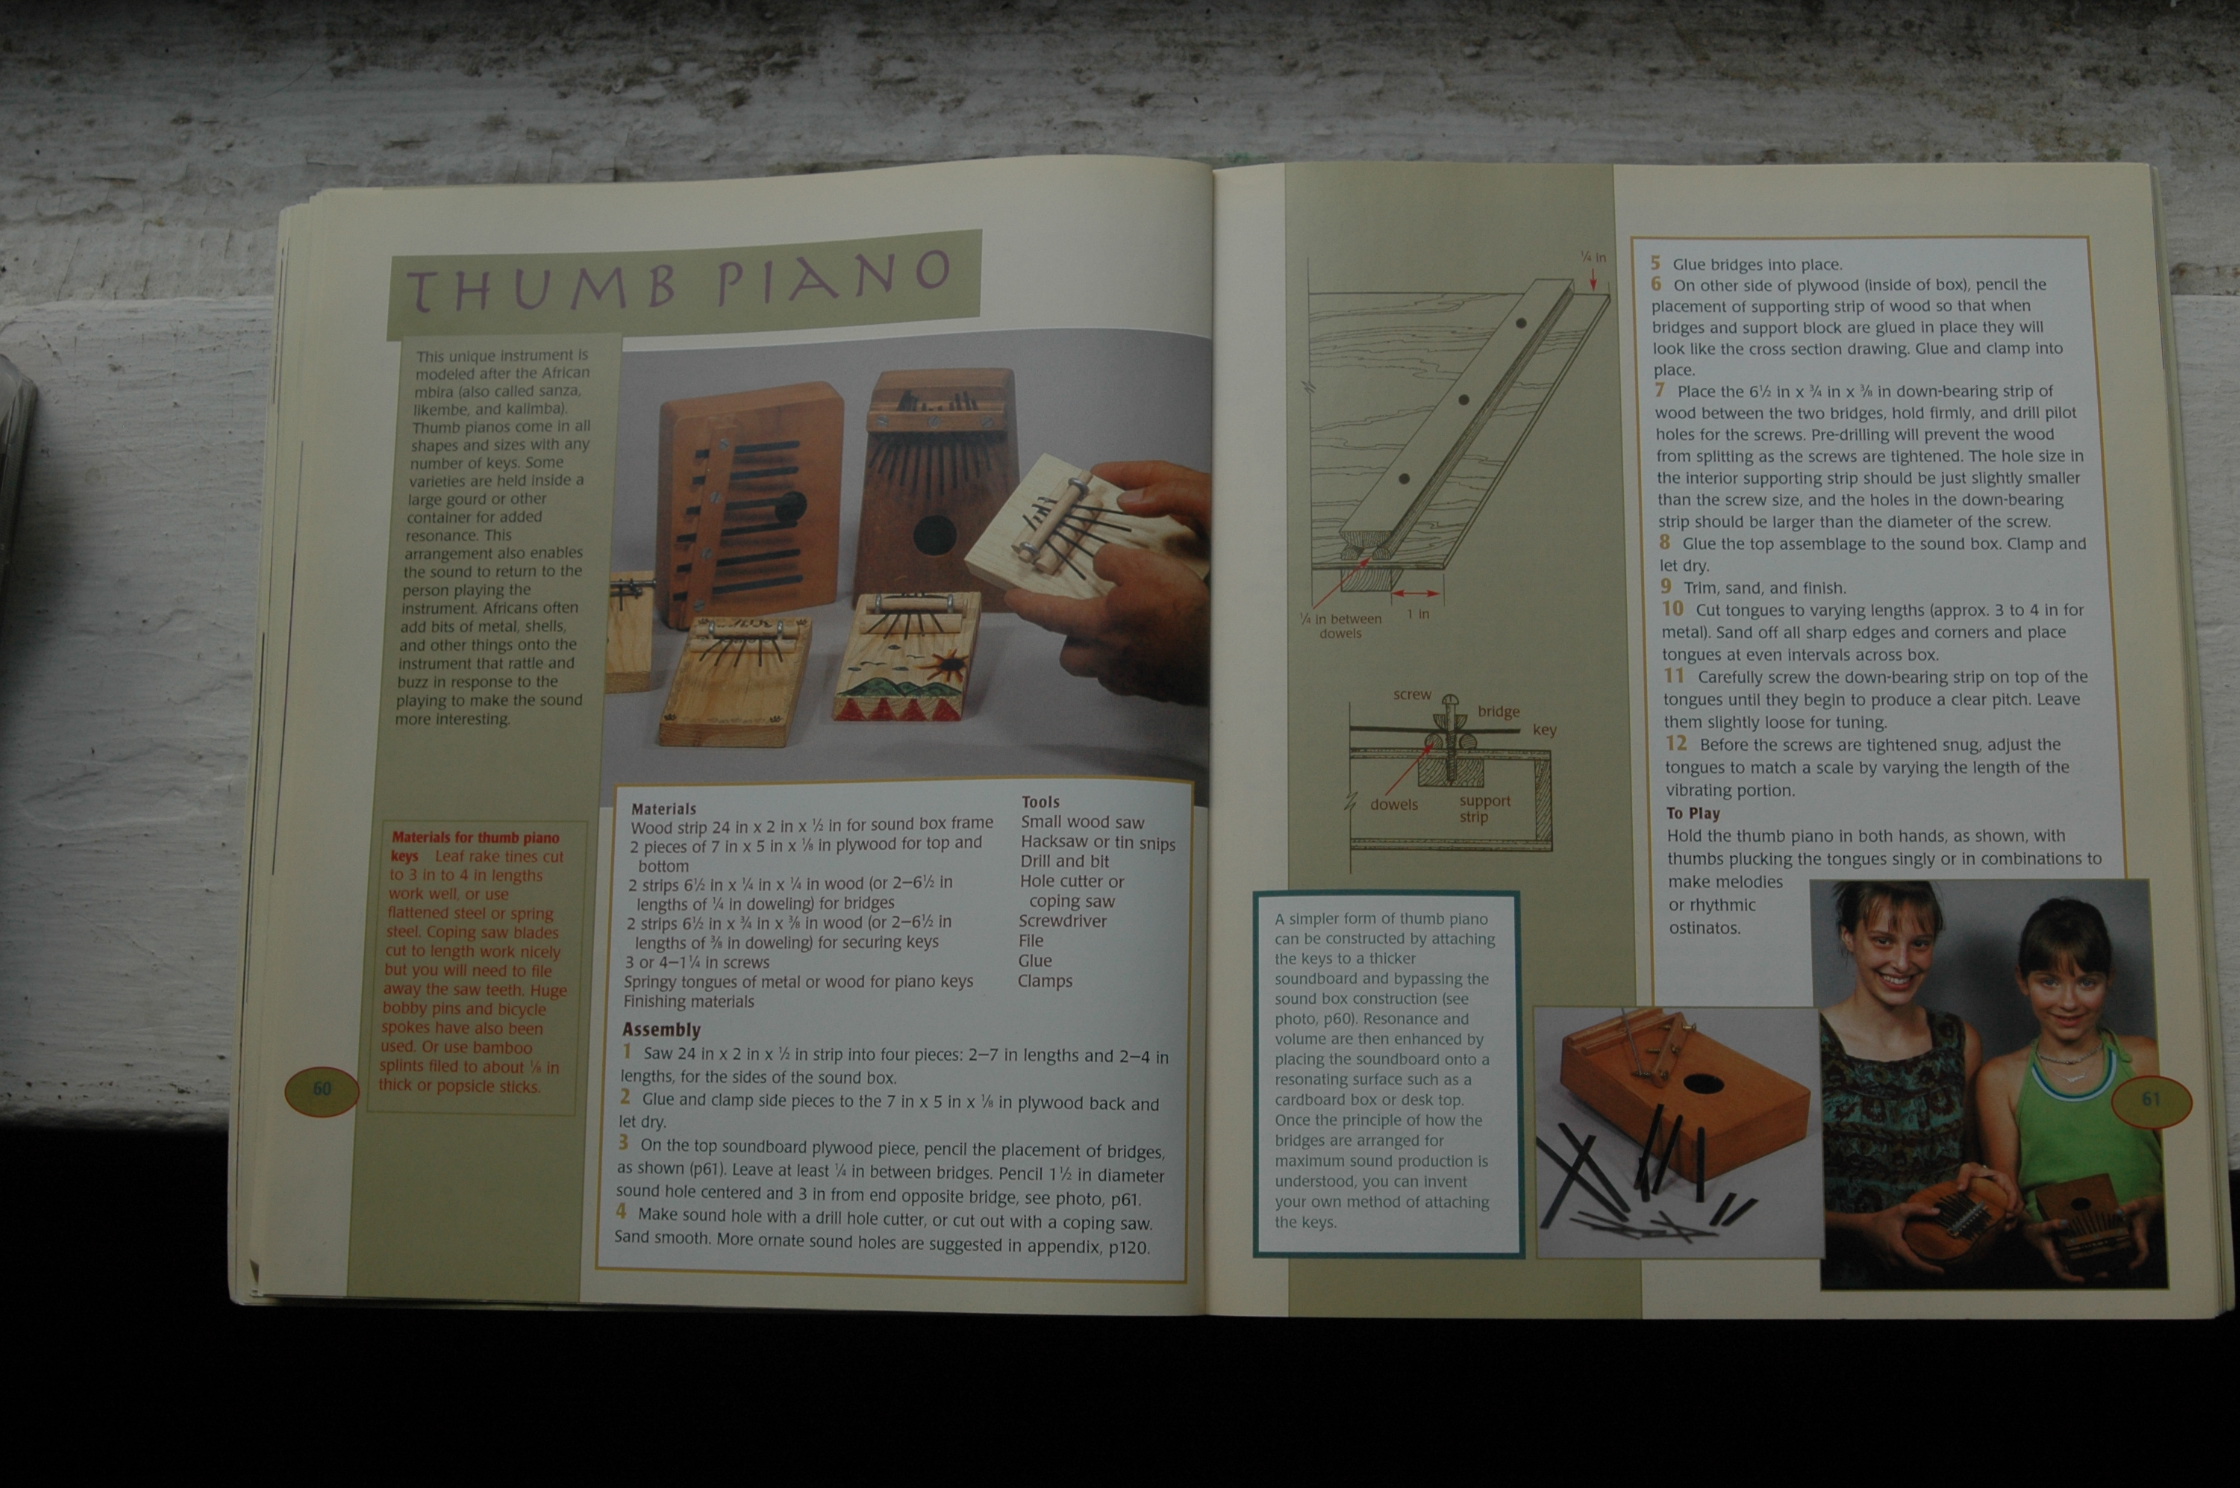 THUMB PIANO
This unique instrument is
modeled after the African
mbira (also called sanza,
likembe, and kalimba).
Thumb pianos come in all
shapes and sizes with any
number of keys. Some
varieties are held inside a
large gourd or other
container for added
resonance. This
arrangement also enables
the sound to return to the
person playing the
instrument. Africans often
add bits of metal, shells,
and other things onto the
instrument that rattle and
buzz in response to the
playing to make the sound
more interesting.
Materials for thumb piano
keys Leaf rake tines cut
to 3 in to 4 in lengths
work well, or use
flattened steel or spring
steel. Coping saw blades
cut to length work nicely
but you will need to file
away the saw teeth. Huge
bobby pins and bicycle
spokes have also been
used. Or use bamboo
splints filed to about 1/8 in
thick or popsicle sticks.
60
Materials
Wood strip 24 in x 2 in x ½ in for sound box frame
2 pieces of 7 in x 5 in x ⅛ in plywood for top and
bottom
2 strips 6½ in x ¼ in x ¼ in wood (or 2–6½ in
lengths of ¼ in doweling) for bridges
2 strips 6½ in x ¾ in x ⅜ in wood (or 2–6½ in
lengths of ⅜ in doweling) for securing keys
3 or 4–1¼ in screws
Springy tongues of metal or wood for piano keys
Finishing materials
Tools
Small wood saw
Hacksaw or tin snips
Drill and bit
Hole cutter or
coping saw
Screwdriver
File
Glue
Clamps
Assembly
1 Saw 24 in x 2 in x ½ in strip into four pieces: 2–7 in lengths and 2–4 in
lengths, for the sides of the sound box.
2 Glue and clamp side pieces to the 7 in x 5 in x ⅛ in plywood back and
let dry.
3 On the top soundboard plywood piece, pencil the placement of bridges,
as shown (p61). Leave at least ¼ in between bridges. Pencil 1½ in diameter
sound hole centered and 3 in from end opposite bridge, see photo, p61.
4 Make sound hole with a drill hole cutter, or cut out with a coping saw.
Sand smooth. More ornate sound holes are suggested in appendix, p120.
¼ in
1 in
¼ in between
dowels
screw
bridge
key
dowels
support
strip
A simpler form of thumb piano
can be constructed by attaching
the keys to a thicker
soundboard and bypassing the
sound box construction (see
photo, p60). Resonance and
volume are then enhanced by
placing the soundboard onto a
resonating surface such as a
cardboard box or desk top.
Once the principle of how the
bridges are arranged for
maximum sound production is
understood, you can invent
your own method of attaching
the keys.
5 Glue bridges into place.
6 On other side of plywood (inside of box), pencil the
placement of supporting strip of wood so that when
bridges and support block are glued in place they will
look like the cross section drawing. Glue and clamp into
place.
7 Place the 6½ in x ¾ in x ⅜ in down-bearing strip of
wood between the two bridges, hold firmly, and drill pilot
holes for the screws. Pre-drilling will prevent the wood
from splitting as the screws are tightened. The hole size in
the interior supporting strip should be just slightly smaller
than the screw size, and the holes in the down-bearing
strip should be larger than the diameter of the screw.
8 Glue the top assemblage to the sound box. Clamp and
let dry.
9 Trim, sand, and finish.
10 Cut tongues to varying lengths (approx. 3 to 4 in for
metal). Sand off all sharp edges and corners and place
tongues at even intervals across box.
11 Carefully screw the down-bearing strip on top of the
tongues until they begin to produce a clear pitch. Leave
them slightly loose for tuning.
12 Before the screws are tightened snug, adjust the
tongues to match a scale by varying the length of the
vibrating portion.
To Play
Hold the thumb piano in both hands, as shown, with
thumbs plucking the tongues singly or in combinations to
make melodies
or rhythmic
ostinatos.
61